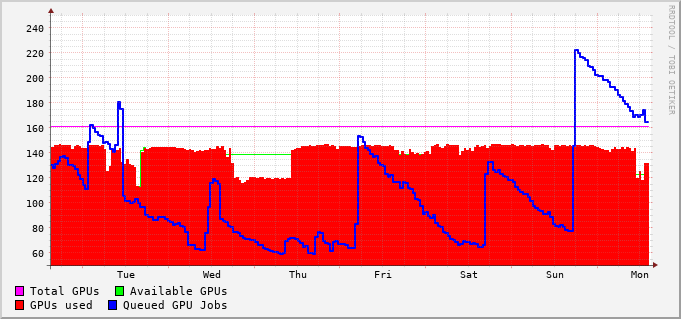 RRDTOOL / TOBI OETIKER
240
220
200
180
160
140
120
100
80
60
Tue Wed Thu Fri Sat Sun Mon
Total GPUs Available GPUs
GPUs used Queued GPU Jobs